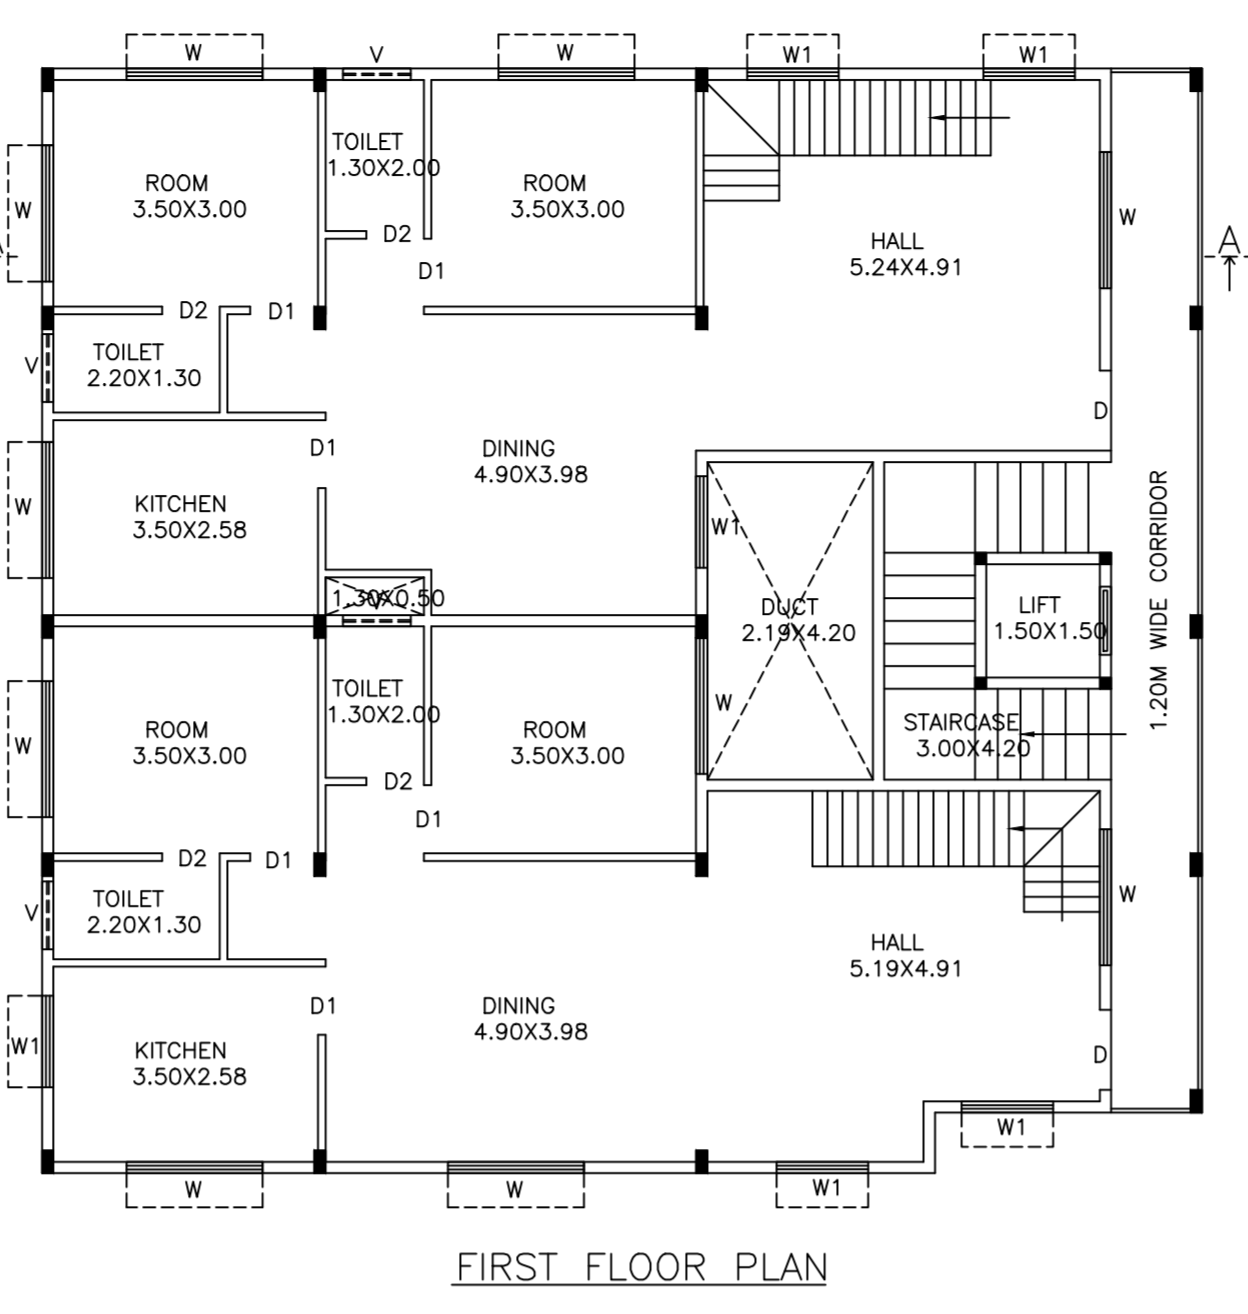 W
V
W
W1
W1
TOILET
1.30X2.00
ROOM
3.50X3.00
ROOM
3.50X3.00
W
W
D2
HALL
5.24X4.91
A
D1
D2
D1
TOILET
2.20X1.30
V
D
D1
DINING
4.90X3.98
KITCHEN
3.50X2.58
W
W1
1.20M WIDE CORRIDOR
1.30X0.50
V
DUCT
2.19X4.20
LIFT
1.50X1.50
TOILET
1.30X2.00
W
STAIRCASE
3.00X4.20
ROOM
3.50X3.00
ROOM
3.50X3.00
W
D2
D1
D2
D1
TOILET
2.20X1.30
V
W
HALL
5.19X4.91
D1
DINING
4.90X3.98
KITCHEN
3.50X2.58
W1
D
W1
W
W
W1
FIRST FLOOR PLAN